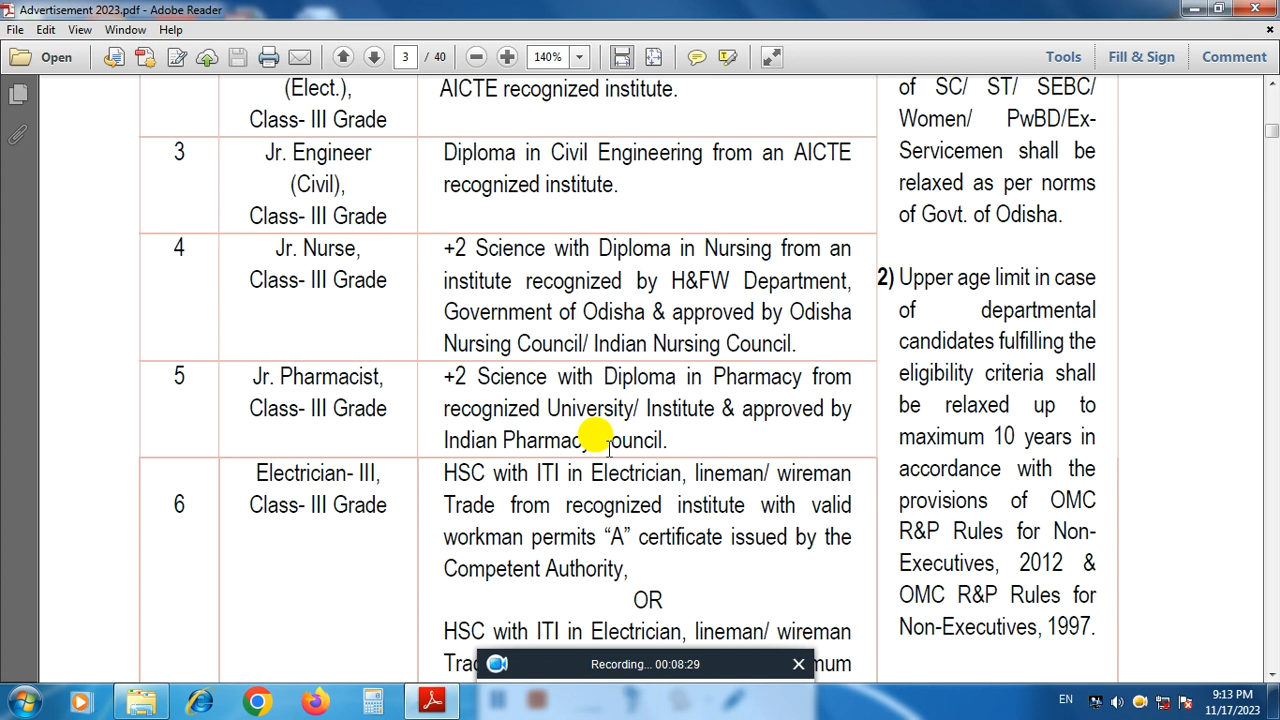 Advertisement 2023.pdf - Adobe Reader
File Edit View Window Help
Open 3 / 40 140% Tools Fill & Sign Comment
(Elect.),
Class- III Grade
AICTE recognized institute.
3
Jr. Engineer
(Civil),
Class- III Grade
Diploma in Civil Engineering from an AICTE
recognized institute.
4
Jr. Nurse,
Class- III Grade
+2 Science with Diploma in Nursing from an
institute recognized by H&FW Department,
Government of Odisha & approved by Odisha
Nursing Council/ Indian Nursing Council.
5
Jr. Pharmacist,
Class- III Grade
+2 Science with Diploma in Pharmacy from
recognized University/ Institute & approved by
Indian Pharmacy Council.
6
Electrician- III,
Class- III Grade
HSC with ITI in Electrician, lineman/ wireman
Trade from recognized institute with valid
workman permits “A” certificate issued by the
Competent Authority,
OR
HSC with ITI in Electrician, lineman/ wireman
of SC/ ST/ SEBC/
Women/ PwBD/Ex-
Servicemen shall be
relaxed as per norms
of Govt. of Odisha.
2) Upper age limit in case
of departmental
candidates fulfilling the
eligibility criteria shall
be relaxed up to
maximum 10 years in
accordance with the
provisions of OMC
R&P Rules for Non-
Executives, 2012 &
OMC R&P Rules for
Non-Executives, 1997.
Recording... 00:08:29
EN
9:13 PM
11/17/2023